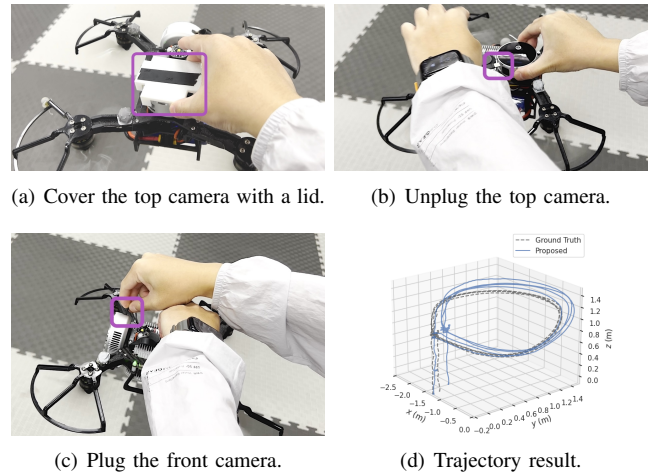 (a) Cover the top camera with a lid.
(b) Unplug the top camera.
Ground Truth
Proposed
1.4
1.2
1.0
0.8
0.6
0.4
0.2
0.0
z (m)
−2.5
−2.0
−1.5
−1.0
−0.5
0.0
x (m)
−0.2 0.0 0.2 0.4 0.6 0.8 1.0 1.2 1.4
y (m)
(c) Plug the front camera.
(d) Trajectory result.